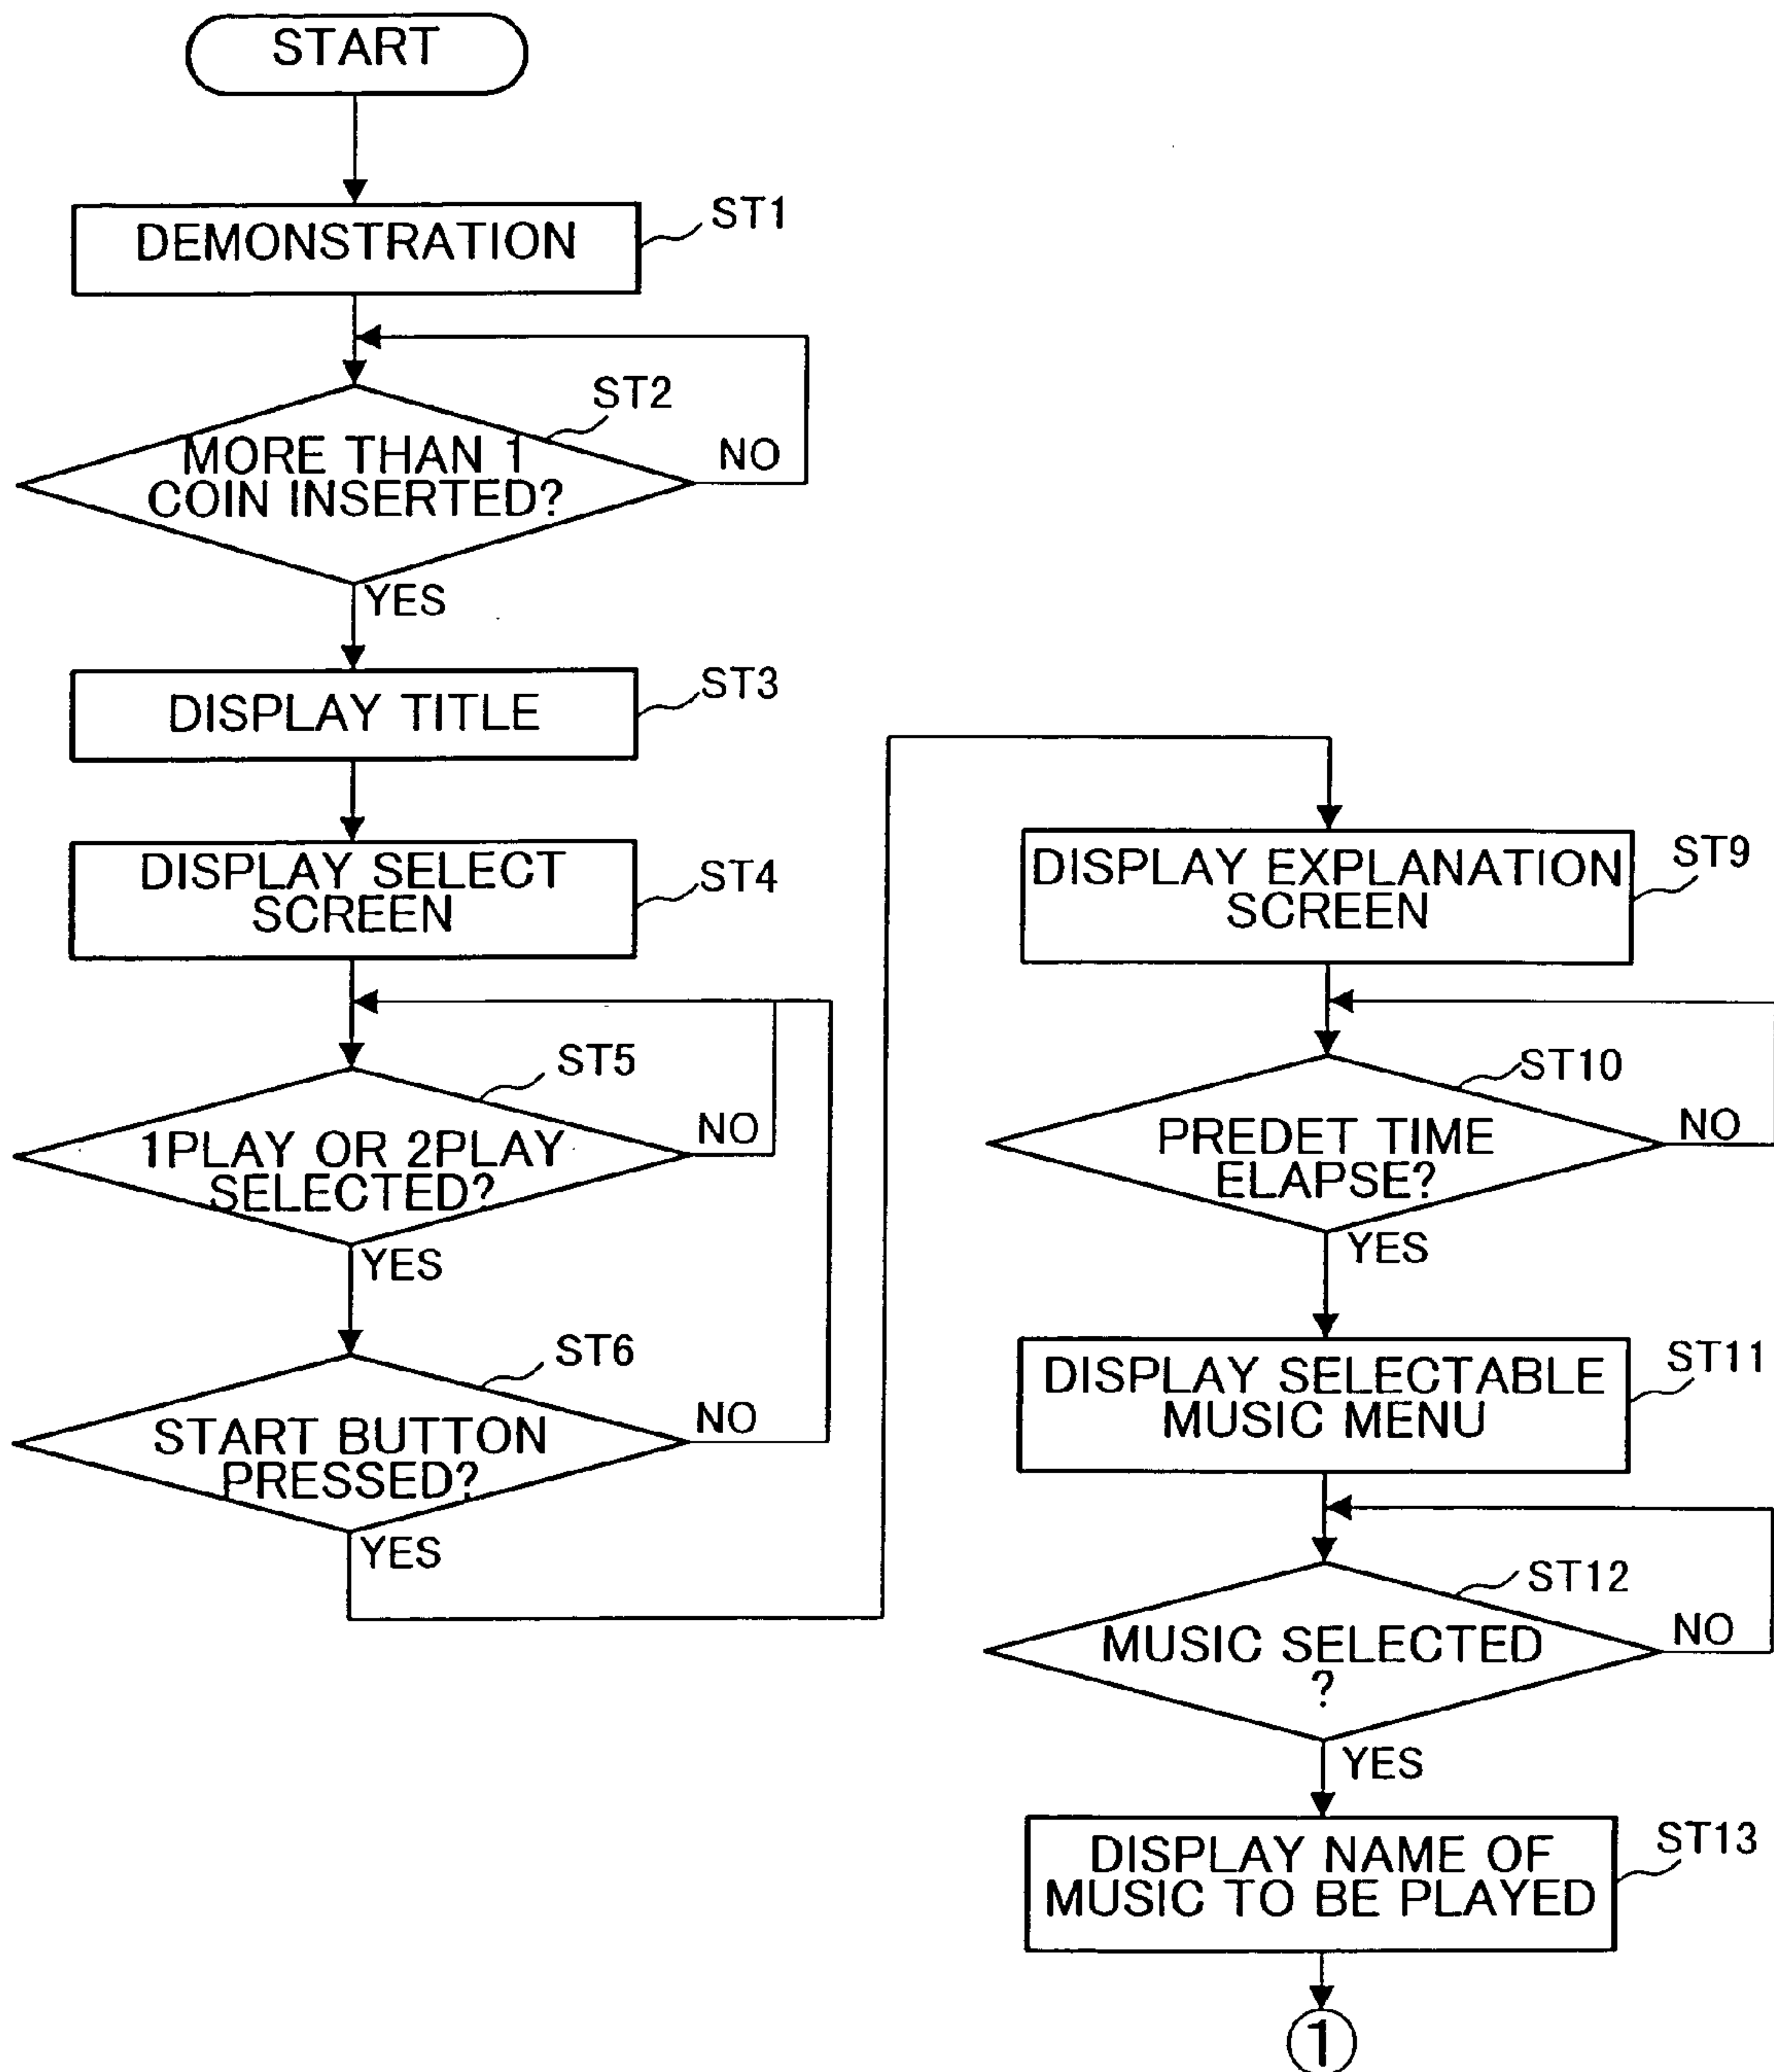 START
DEMONSTRATION
ST1
MORE THAN 1
COIN INSERTED?
ST2
NO
YES
DISPLAY TITLE
ST3
DISPLAY SELECT
SCREEN
ST4
1PLAY OR 2PLAY
SELECTED?
ST5
NO
YES
START BUTTON
PRESSED?
ST6
NO
YES
DISPLAY EXPLANATION
SCREEN
ST9
PREDET TIME
ELAPSE?
ST10
NO
YES
DISPLAY SELECTABLE
MUSIC MENU
ST11
MUSIC SELECTED
?
ST12
NO
YES
DISPLAY NAME OF
MUSIC TO BE PLAYED
ST13
1